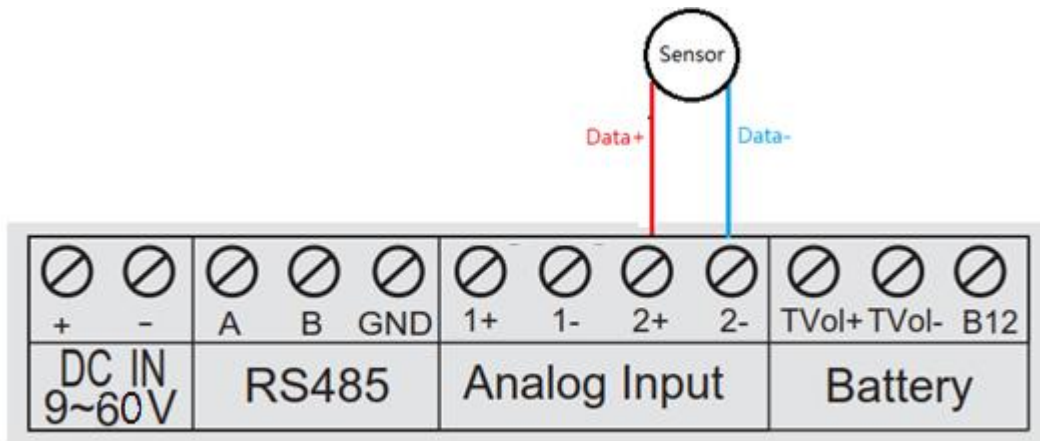 Sensor
Data+ Data-
+ - A B GND 1+ 1- 2+ 2- TVol+ TVol- B12
DC IN RS485 Analog Input Battery
9~60V